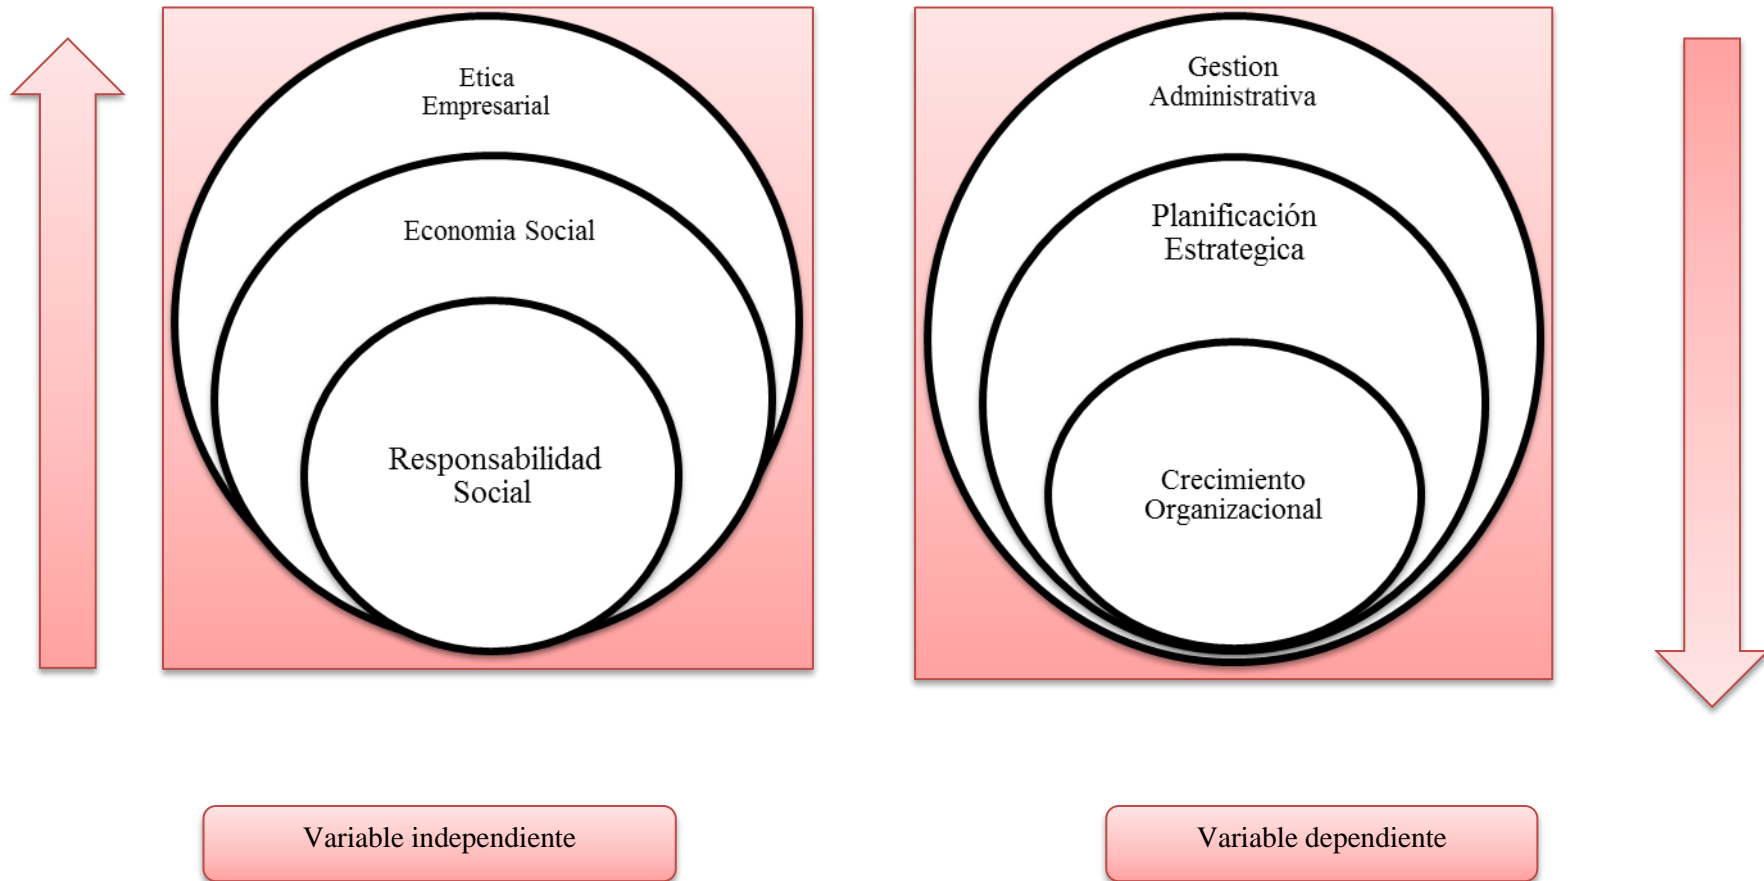 Etica
Empresarial
Economia Social
Responsabilidad
Social
Gestion
Administrativa
Planificación
Estrategica
Crecimiento
Organizacional
Variable independiente
Variable dependiente